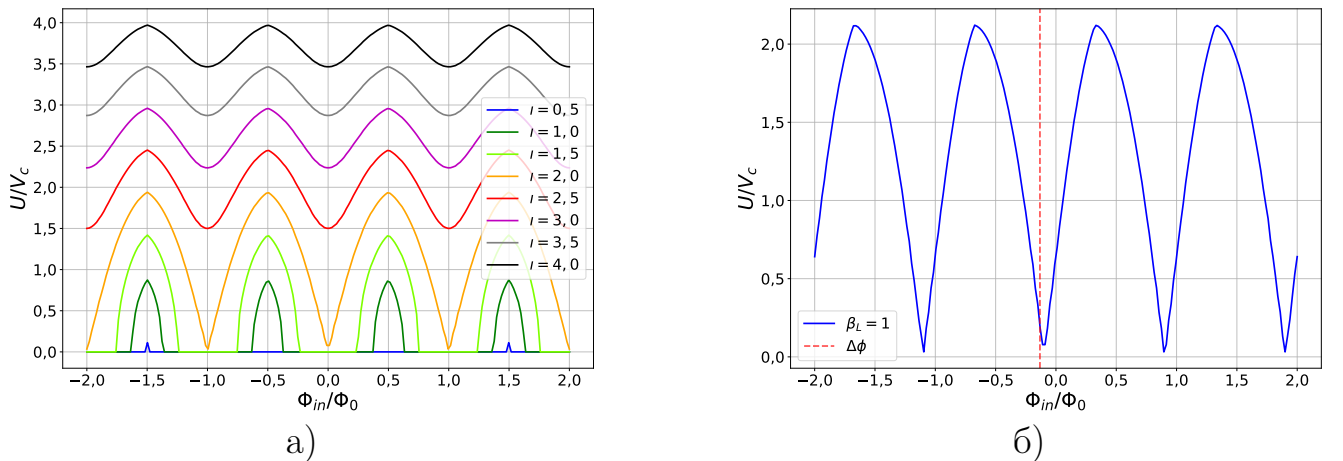 4,0
3,5
3,0
2,5
2,0
1,5
1,0
0,5
0,0
U/V_c
ı = 0, 5
ı = 1, 0
ı = 1, 5
ı = 2, 0
ı = 2, 5
ı = 3, 0
ı = 3, 5
ı = 4, 0
−2,0 −1,5 −1,0 −0,5 0,0 0,5 1,0 1,5 2,0
Φ_in/Φ_0
а)
2,0
1,5
1,0
0,5
0,0
U/V_c
β_L = 1
Δϕ
−2,0 −1,5 −1,0 −0,5 0,0 0,5 1,0 1,5 2,0
Φ_in/Φ_0
б)